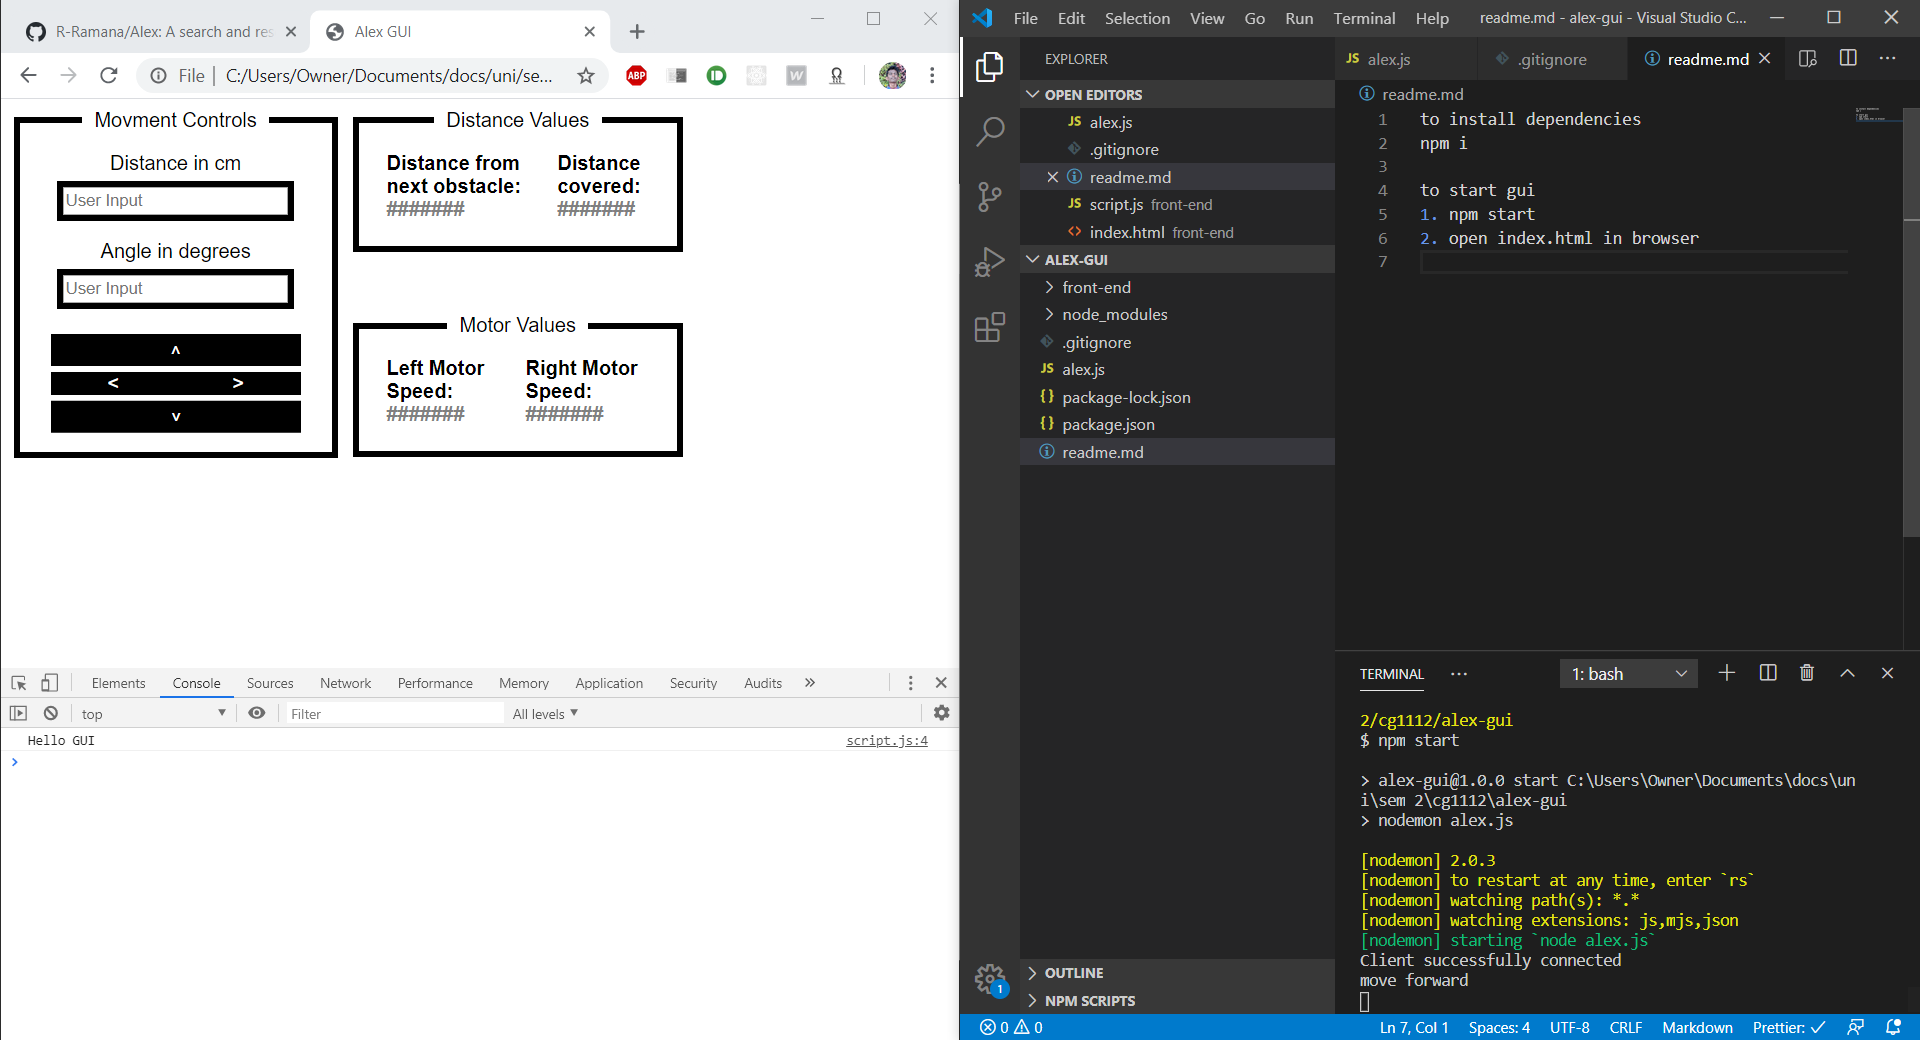 R-Ramana/Alex: A search and res
Alex GUI
File
C:/Users/Owner/Documents/docs/uni/se...
ABP
W
Movment Controls
Distance in cm
User Input
Angle in degrees
User Input
^
< >
v
Distance Values
Distance from next obstacle:
#######
Distance covered:
#######
Motor Values
Left Motor Speed:
#######
Right Motor Speed:
#######
Elements Console Sources Network Performance Memory Application Security Audits »
top
Filter
All levels ▼
Hello GUI script.js:4
>
File Edit Selection View Go Run Terminal Help
readme.md - alex-gui - Visual Studio C...
EXPLORER
OPEN EDITORS
JS alex.js
.gitignore
readme.md
JS script.js front-end
<> index.html front-end
ALEX-GUI
front-end
node_modules
.gitignore
JS alex.js
{} package-lock.json
{} package.json
readme.md
OUTLINE
NPM SCRIPTS
1
JS alex.js
.gitignore
readme.md
readme.md
1 to install dependencies
2 npm i
3
4 to start gui
5 1. npm start
6 2. open index.html in browser
7
TERMINAL
1: bash
2/cg1112/alex-gui
$ npm start
> alex-gui@1.0.0 start C:\Users\Owner\Documents\docs\un
i\sem 2\cg1112\alex-gui
> nodemon alex.js
[nodemon] 2.0.3
[nodemon] to restart at any time, enter `rs`
[nodemon] watching path(s): *.*
[nodemon] watching extensions: js,mjs,json
[nodemon] starting `node alex.js`
Client successfully connected
move forward
0 0
Ln 7, Col 1 Spaces: 4 UTF-8 CRLF Markdown Prettier: ✓